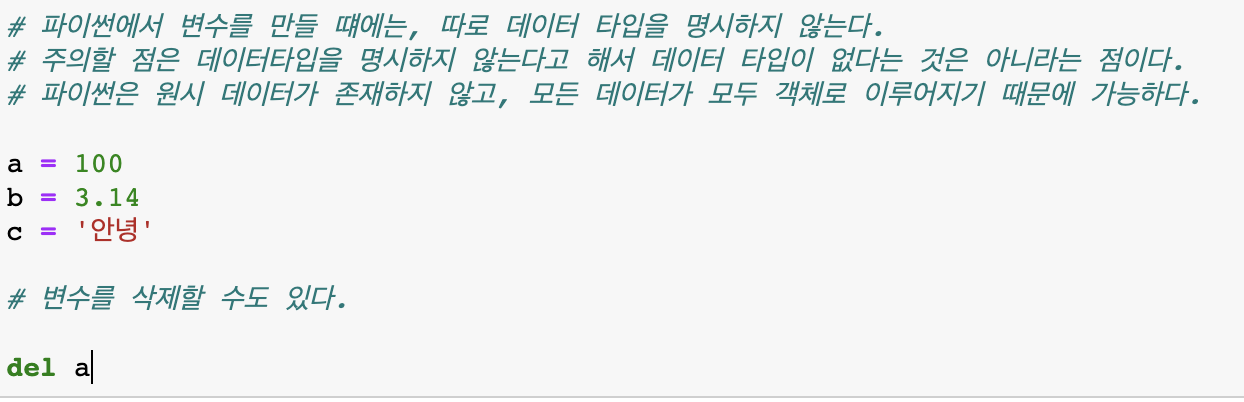 # 파이썬에서 변수를 만들 떄에는, 따로 데이터 타입을 명시하지 않는다.
# 주의할 점은 데이터타입을 명시하지 않는다고 해서 데이터 타입이 없다는 것은 아니라는 점이다.
# 파이썬은 원시 데이터가 존재하지 않고, 모든 데이터가 모두 객체로 이루어지기 때문에 가능하다.
a = 100
b = 3.14
c = '안녕'
# 변수를 삭제할 수도 있다.
del a